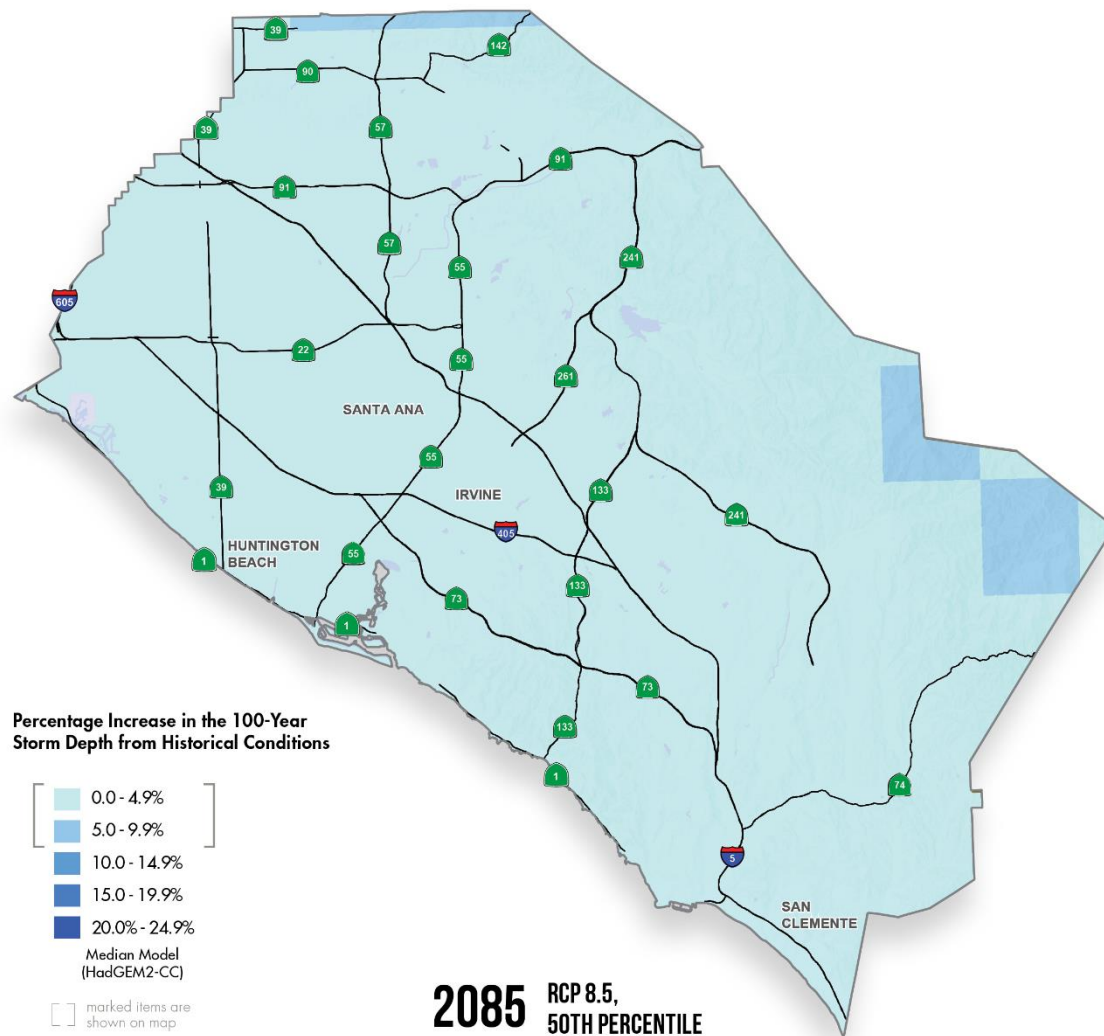 39
142
90
39
57
91
91
57
55
241
605
22
55
261
SANTA ANA
55
39
IRVINE
133
241
405
HUNTINGTON
BEACH
1
55
133
73
1
73
133
1
74
5
SAN
CLEMENTE
Percentage Increase in the 100-Year
Storm Depth from Historical Conditions
0.0 - 4.9%
5.0 - 9.9%
10.0 - 14.9%
15.0 - 19.9%
20.0% - 24.9%
Median Model
(HadGEM2-CC)
marked items are
shown on map
2085
RCP 8.5,
50TH PERCENTILE